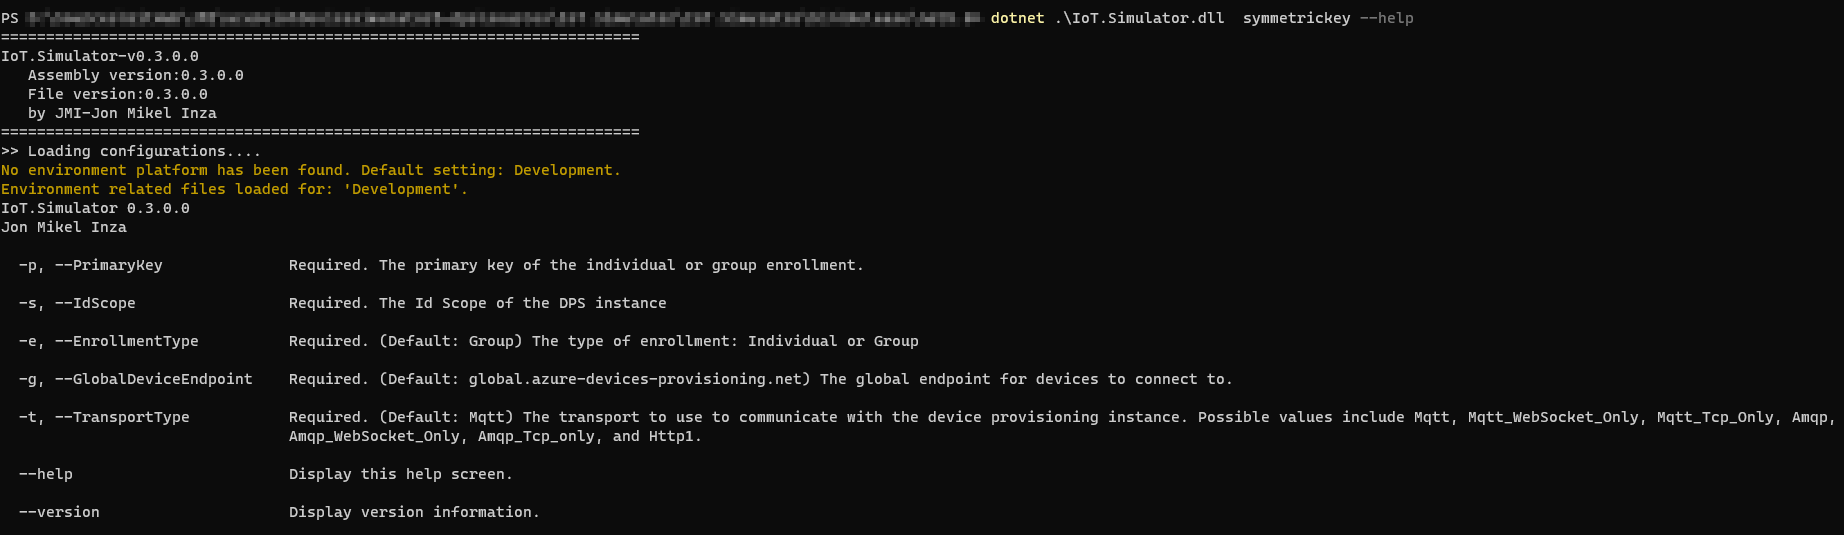 PS dotnet .\IoT.Simulator.dll  symmetrickey --help
=======================================================================
IoT.Simulator-v0.3.0.0
   Assembly version:0.3.0.0
   File version:0.3.0.0
   by JMI-Jon Mikel Inza
=======================================================================
>> Loading configurations....
No environment platform has been found. Default setting: Development.
Environment related files loaded for: 'Development'.
IoT.Simulator 0.3.0.0
Jon Mikel Inza
  -p, --PrimaryKey              Required. The primary key of the individual or group enrollment.
  -s, --IdScope                 Required. The Id Scope of the DPS instance
  -e, --EnrollmentType          Required. (Default: Group) The type of enrollment: Individual or Group
  -g, --GlobalDeviceEndpoint    Required. (Default: global.azure-devices-provisioning.net) The global endpoint for devices to connect to.
  -t, --TransportType           Required. (Default: Mqtt) The transport to use to communicate with the device provisioning instance. Possible values include Mqtt, Mqtt_WebSocket_Only, Mqtt_Tcp_Only, Amqp,
                                Amqp_WebSocket_Only, Amqp_Tcp_only, and Http1.
  --help                        Display this help screen.
  --version                     Display version information.